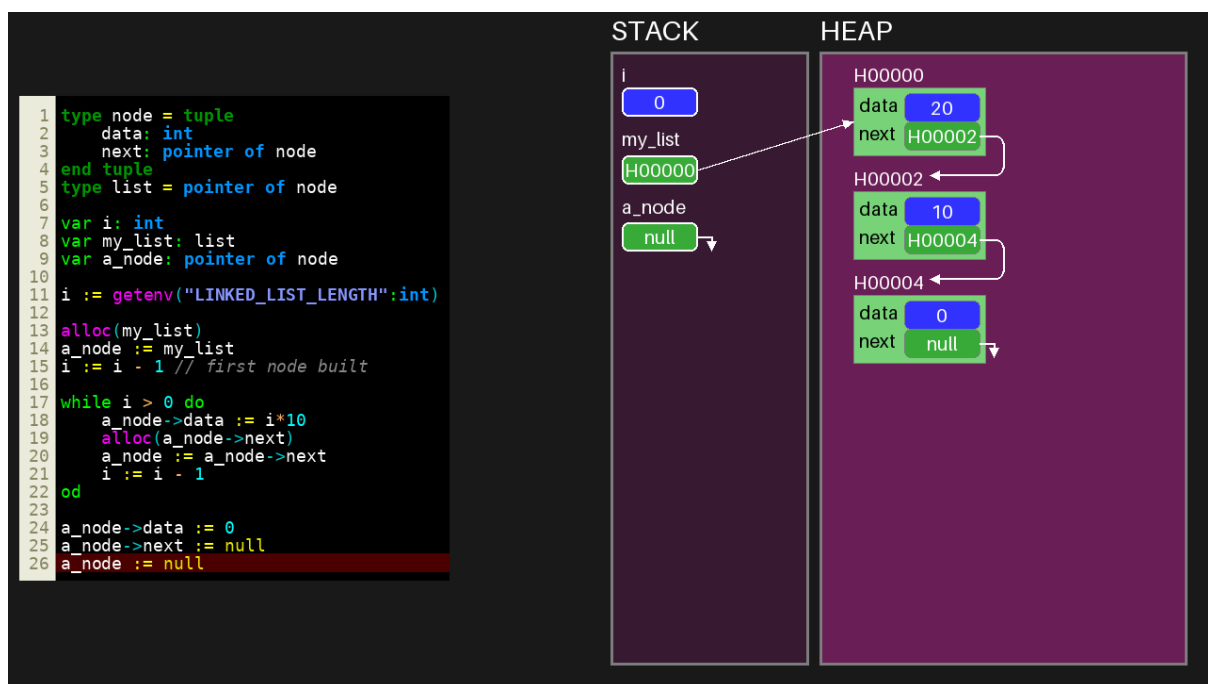 1 type node = tuple
2     data: int
3     next: pointer of node
4 end tuple
5 type list = pointer of node
6
7 var i: int
8 var my_list: list
9 var a_node: pointer of node
10
11 i := getenv("LINKED_LIST_LENGTH":int)
12
13 alloc(my_list)
14 a_node := my_list
15 i := i - 1 // first node built
16
17 while i > 0 do
18     a_node->data := i*10
19     alloc(a_node->next)
20     a_node := a_node->next
21     i := i - 1
22 od
23
24 a_node->data := 0
25 a_node->next := null
26 a_node := null
STACK
i
0
my_list
H00000
a_node
null
HEAP
H00000
data 20
next H00002
H00002
data 10
next H00004
H00004
data 0
next null